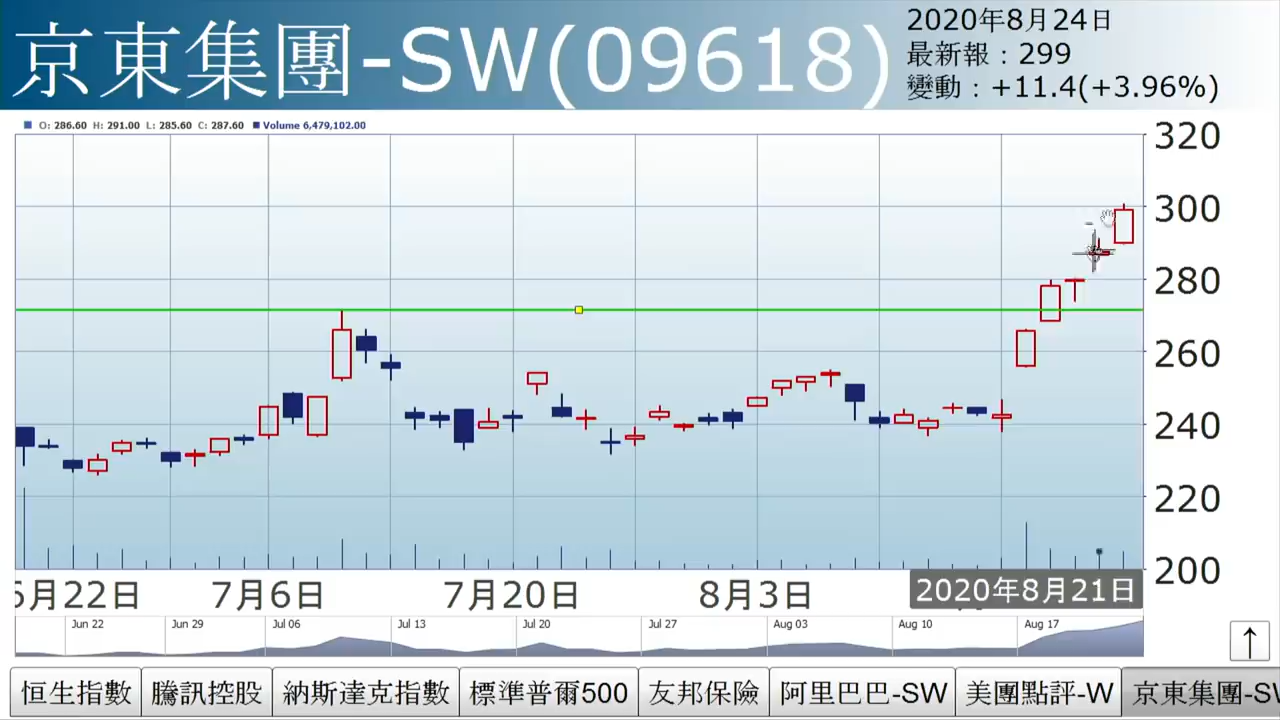 京東集團-SW(09618)
2020年8月24日
最新報：299
變動：+11.4(+3.96%)
O: 286.60 H: 291.00 L: 285.60 C: 287.60 Volume 6,479,102.00
320
300
280
260
240
220
200
月22日 7月6日 7月20日 8月3日 2020年8月21日
Jun 22 Jun 29 Jul 06 Jul 13 Jul 20 Jul 27 Aug 03 Aug 10 Aug 17
↑
恒生指數 騰訊控股 納斯達克指數 標準普爾500 友邦保險 阿里巴巴-SW 美團點評-W 京東集團-SW